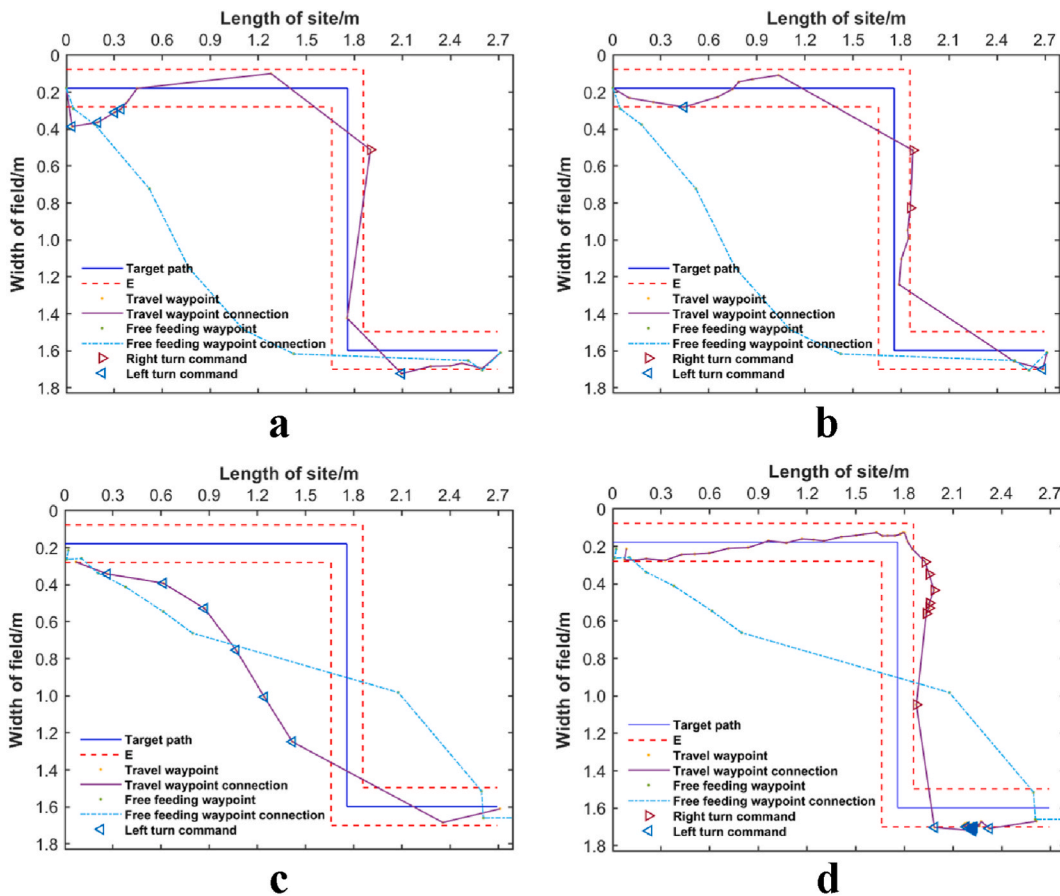 Length of site/m
0 0.3 0.6 0.9 1.2 1.5 1.8 2.1 2.4 2.7
Width of field/m
0
0.2
0.4
0.6
0.8
1.0
1.2
1.4
1.6
1.8
Target path
E
Travel waypoint
Travel waypoint connection
Free feeding waypoint
Free feeding waypoint connection
Right turn command
Left turn command
a
Length of site/m
0 0.3 0.6 0.9 1.2 1.5 1.8 2.1 2.4 2.7
Width of field/m
0
0.2
0.4
0.6
0.8
1.0
1.2
1.4
1.6
1.8
Target path
E
Travel waypoint
Travel waypoint connection
Free feeding waypoint
Free feeding waypoint connection
Right turn command
Left turn command
b
Length of site/m
0 0.3 0.6 0.9 1.2 1.5 1.8 2.1 2.4 2.7
Width of field/m
0
0.2
0.4
0.6
0.8
1.0
1.2
1.4
1.6
1.8
Target path
E
Travel waypoint
Travel waypoint connection
Free feeding waypoint
Free feeding waypoint connection
Left turn command
c
Length of site/m
0 0.3 0.6 0.9 1.2 1.5 1.8 2.1 2.4 2.7
Width of field/m
0
0.2
0.4
0.6
0.8
1.0
1.2
1.4
1.6
1.8
Target path
E
Travel waypoint
Travel waypoint connection
Free feeding waypoint
Free feeding waypoint connection
Right turn command
Left turn command
d